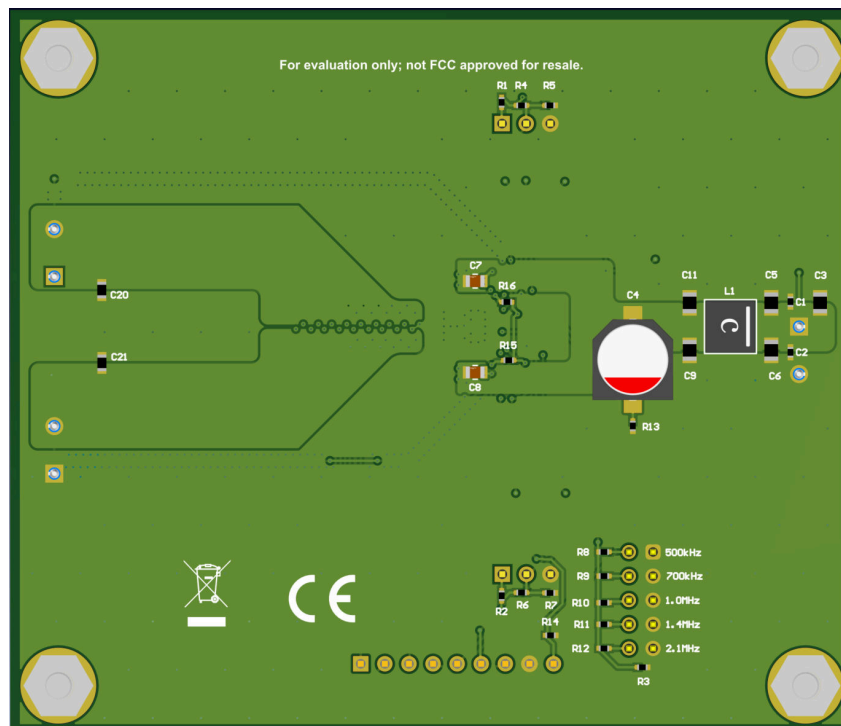 For evaluation only; not FCC approved for resale.
R1 R4 R5
C7
R16
C20
C11
L1
C5
C3
C4
C1
C
C21
R15
C8
C9
C6
C2
R13
R8 500kHz
R9 700kHz
R10 1.0MHz
R11 1.4MHz
R12 2.1MHz
R2 R6 R7
R14
R3
CE